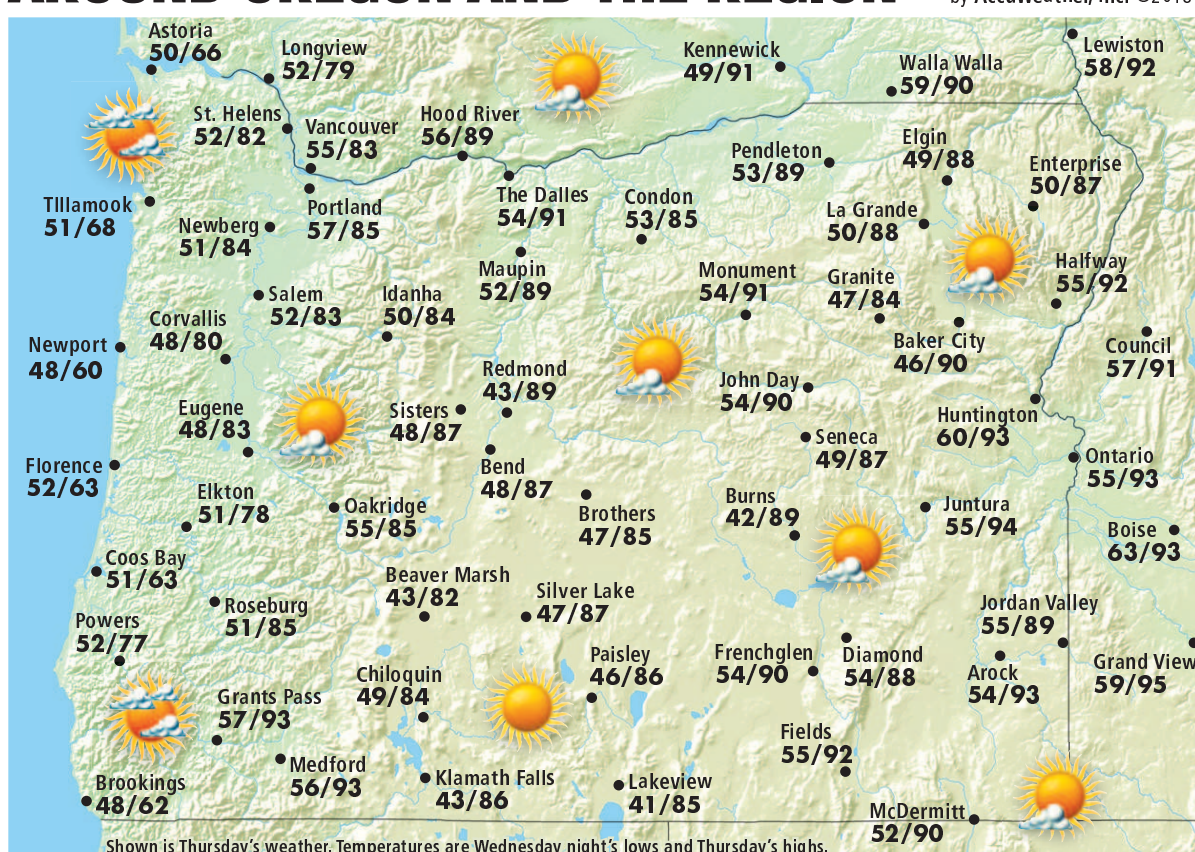 AROUND OREGON AND THE REGION
by AccuWeather, Inc. ©2018
Astoria
50/66
Longview
52/79
Kennewick
49/91
Walla Walla
59/90
Lewiston
58/92
St. Helens
52/82
Vancouver
55/83
Hood River
56/89
Pendleton
53/89
Elgin
49/88
Enterprise
50/87
TIllamook
51/68
Newberg
51/84
Portland
57/85
The Dalles
54/91
Condon
53/85
La Grande
50/88
Maupin
52/89
Monument
54/91
Granite
47/84
Halfway
55/92
Salem
52/83
Idanha
50/84
Corvallis
48/80
Newport
48/60
Baker City
46/90
Council
57/91
Redmond
43/89
John Day
54/90
Eugene
48/83
Sisters
48/87
Huntington
60/93
Seneca
49/87
Florence
52/63
Bend
48/87
Ontario
55/93
Elkton
51/78
Oakridge
55/85
Brothers
47/85
Burns
42/89
Juntura
55/94
Boise
63/93
Coos Bay
51/63
Beaver Marsh
43/82
Silver Lake
47/87
Roseburg
51/85
Jordan Valley
55/89
Powers
52/77
Chiloquin
49/84
Paisley
46/86
Frenchglen
54/90
Diamond
54/88
Arock
54/93
Grand View
59/95
Grants Pass
57/93
Fields
55/92
Medford
56/93
Brookings
48/62
Klamath Falls
43/86
Lakeview
41/85
McDermitt
52/90
Shown is Thursday's weather. Temperatures are Wednesday night's lows and Thursday's highs.